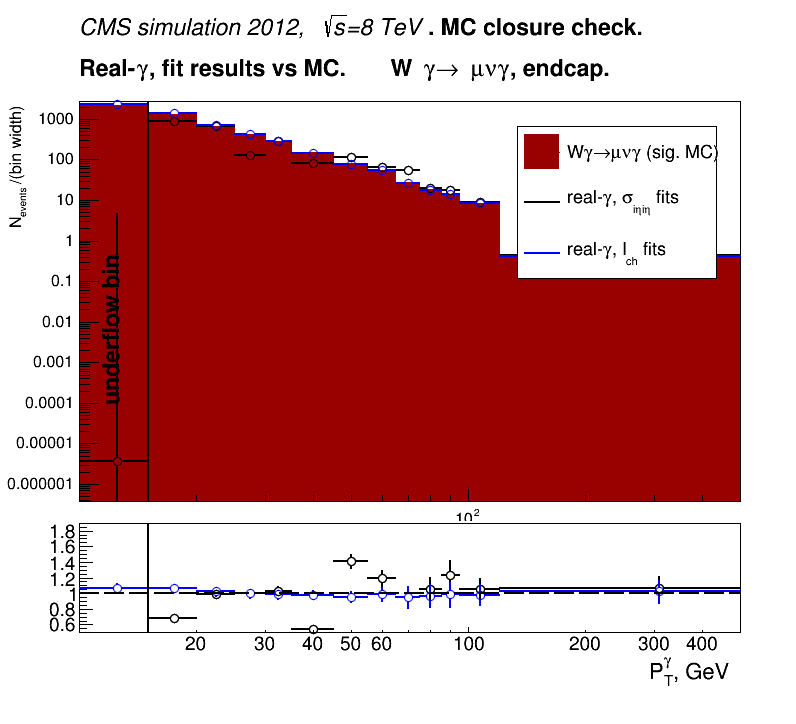 CMS simulation 2012, √s=8 TeV . MC closure check.
Real-γ, fit results vs MC. W γ→ μνγ, endcap.
N_events /(bin width)
1000
100
10
1
0.1
0.01
0.001
0.0001
0.00001
0.000001
underflow bin
Wγ→μνγ (sig. MC)
real-γ, σ_iηiη fits
real-γ, I_ch fits
10²
1.8
1.6
1.4
1.2
1
0.8
0.6
20 30 40 50 60 100 200 300 400
P_T^γ, GeV